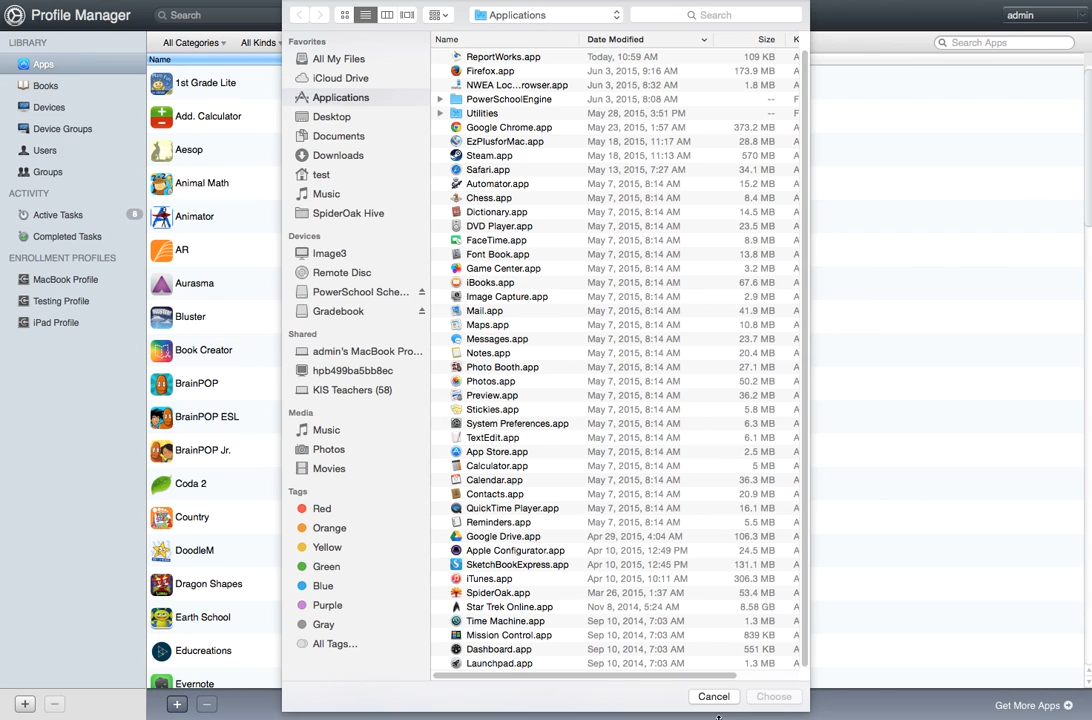 Profile Manager
Search
admin
LIBRARY
Apps
Books
Devices
Device Groups
Users
Groups
ACTIVITY
Active Tasks
8
Completed Tasks
ENROLLMENT PROFILES
MacBook Profile
Testing Profile
iPad Profile
All Categories
All Kinds
Search Apps
Name
1st Grade Lite
Add. Calculator
Aesop
Animal Math
Animator
AR
Aurasma
Bluster
Book Creator
BrainPOP
BrainPOP ESL
BrainPOP Jr.
Coda 2
Country
DoodleM
Dragon Shapes
Earth School
Educreations
Evernote
Applications
Search
Favorites
All My Files
iCloud Drive
Applications
Desktop
Documents
Downloads
test
Music
SpiderOak Hive
Devices
Image3
Remote Disc
PowerSchool Sche...
Gradebook
Shared
admin's MacBook Pro...
hpb499ba5bb8ec
KIS Teachers (58)
Media
Music
Photos
Movies
Tags
Red
Orange
Yellow
Green
Blue
Purple
Gray
All Tags...
Name Date Modified Size K
ReportWorks.app Today, 10:59 AM 109 KB A
Firefox.app Jun 3, 2015, 9:16 AM 173.9 MB A
NWEA Loc...rowser.app Jun 3, 2015, 8:32 AM 1.8 MB A
PowerSchoolEngine Jun 3, 2015, 8:08 AM -- F
Utilities May 28, 2015, 3:51 PM -- F
Google Chrome.app May 23, 2015, 1:57 AM 373.2 MB A
EzPlusforMac.app May 18, 2015, 11:17 AM 28.8 MB A
Steam.app May 18, 2015, 11:13 AM 570 MB A
Safari.app May 13, 2015, 7:27 AM 34.1 MB A
Automator.app May 7, 2015, 8:14 AM 15.2 MB A
Chess.app May 7, 2015, 8:14 AM 8.4 MB A
Dictionary.app May 7, 2015, 8:14 AM 14.5 MB A
DVD Player.app May 7, 2015, 8:14 AM 23.5 MB A
FaceTime.app May 7, 2015, 8:14 AM 8.9 MB A
Font Book.app May 7, 2015, 8:14 AM 13.8 MB A
Game Center.app May 7, 2015, 8:14 AM 3.2 MB A
iBooks.app May 7, 2015, 8:14 AM 67.6 MB A
Image Capture.app May 7, 2015, 8:14 AM 2.9 MB A
Mail.app May 7, 2015, 8:14 AM 41.9 MB A
Maps.app May 7, 2015, 8:14 AM 10.8 MB A
Messages.app May 7, 2015, 8:14 AM 23.7 MB A
Notes.app May 7, 2015, 8:14 AM 20.4 MB A
Photo Booth.app May 7, 2015, 8:14 AM 27.1 MB A
Photos.app May 7, 2015, 8:14 AM 50.2 MB A
Preview.app May 7, 2015, 8:14 AM 36.2 MB A
Stickies.app May 7, 2015, 8:14 AM 5.8 MB A
System Preferences.app May 7, 2015, 8:14 AM 6.3 MB A
TextEdit.app May 7, 2015, 8:14 AM 6.1 MB A
App Store.app May 7, 2015, 8:14 AM 2.5 MB A
Calculator.app May 7, 2015, 8:14 AM 5 MB A
Calendar.app May 7, 2015, 8:14 AM 36.3 MB A
Contacts.app May 7, 2015, 8:14 AM 20.9 MB A
QuickTime Player.app May 7, 2015, 8:14 AM 16.1 MB A
Reminders.app May 7, 2015, 8:14 AM 5.5 MB A
Google Drive.app Apr 29, 2015, 4:04 AM 106.3 MB A
Apple Configurator.app Apr 10, 2015, 12:49 PM 24.5 MB A
SketchBookExpress.app Apr 10, 2015, 12:45 PM 131.1 MB A
iTunes.app Apr 10, 2015, 10:11 AM 306.3 MB A
SpiderOak.app Mar 26, 2015, 1:37 AM 53.4 MB A
Star Trek Online.app Nov 8, 2014, 5:24 AM 8.58 GB A
Time Machine.app Sep 10, 2014, 7:03 AM 1.3 MB A
Mission Control.app Sep 10, 2014, 7:03 AM 839 KB A
Dashboard.app Sep 10, 2014, 7:03 AM 551 KB A
Launchpad.app Sep 10, 2014, 7:03 AM 1.3 MB A
Cancel
Choose
Get More Apps